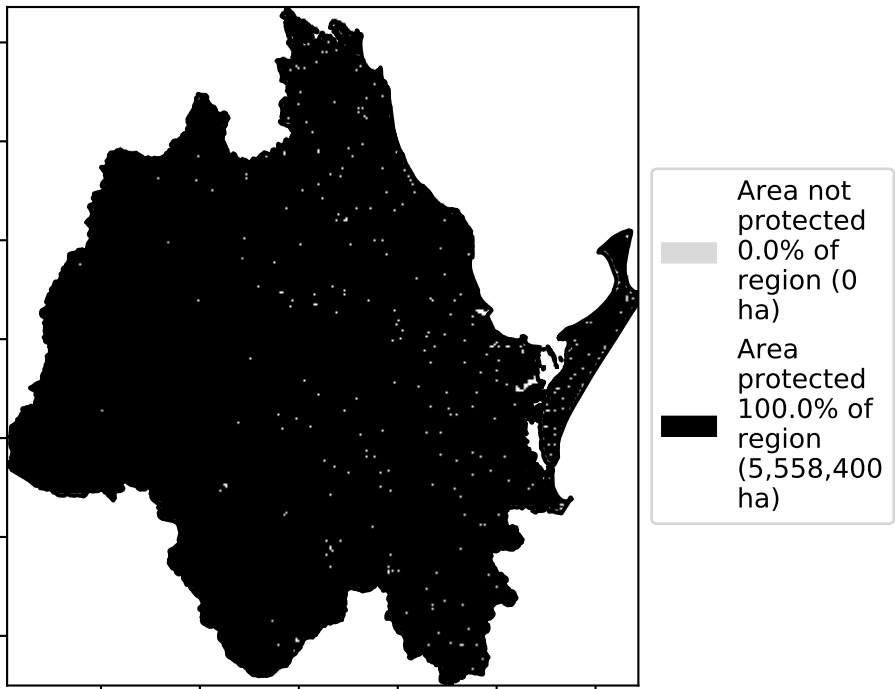 Area not
protected
0.0% of
region (0
ha)
Area
protected
100.0% of
region
(5,558,400
ha)